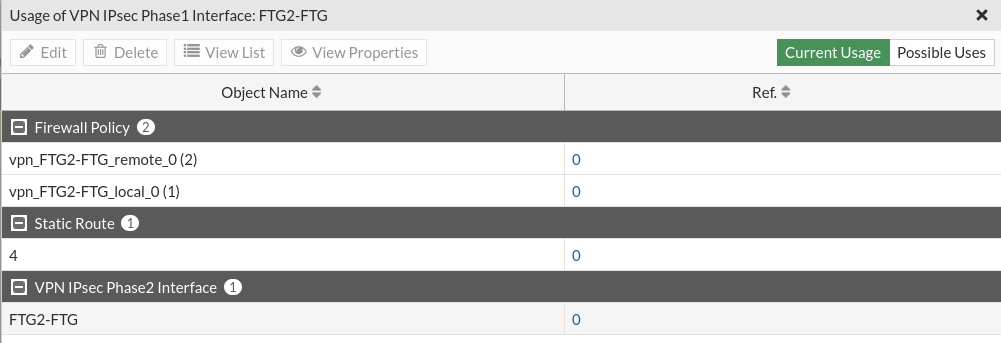 Usage of VPN IPsec Phase1 Interface: FTG2-FTG
Edit Delete View List View Properties Current Usage Possible Uses
Object Name Ref.
Firewall Policy 2
vpn_FTG2-FTG_remote_0 (2) 0
vpn_FTG2-FTG_local_0 (1) 0
Static Route 1
4 0
VPN IPsec Phase2 Interface 1
FTG2-FTG 0